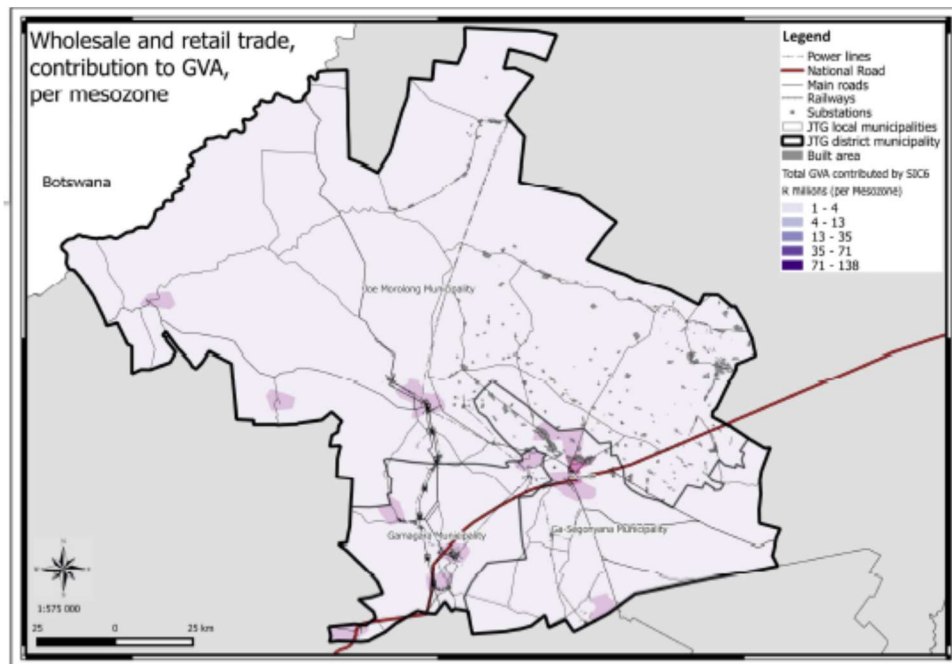 Wholesale and retail trade,
contribution to GVA,
per mesozone
Legend
Power lines
National Road
Main roads
Railways
Substations
JTG local municipalities
JTG district municipality
Built area
Total GVA contributed by SIC6
R millions (per Mesozone)
1 - 4
4 - 13
13 - 35
35 - 71
71 - 138
Botswana
Joe Morolong Municipality
Ga-Segonyana Municipality
Gamagara Municipality
1:575 000
25 0 25 km